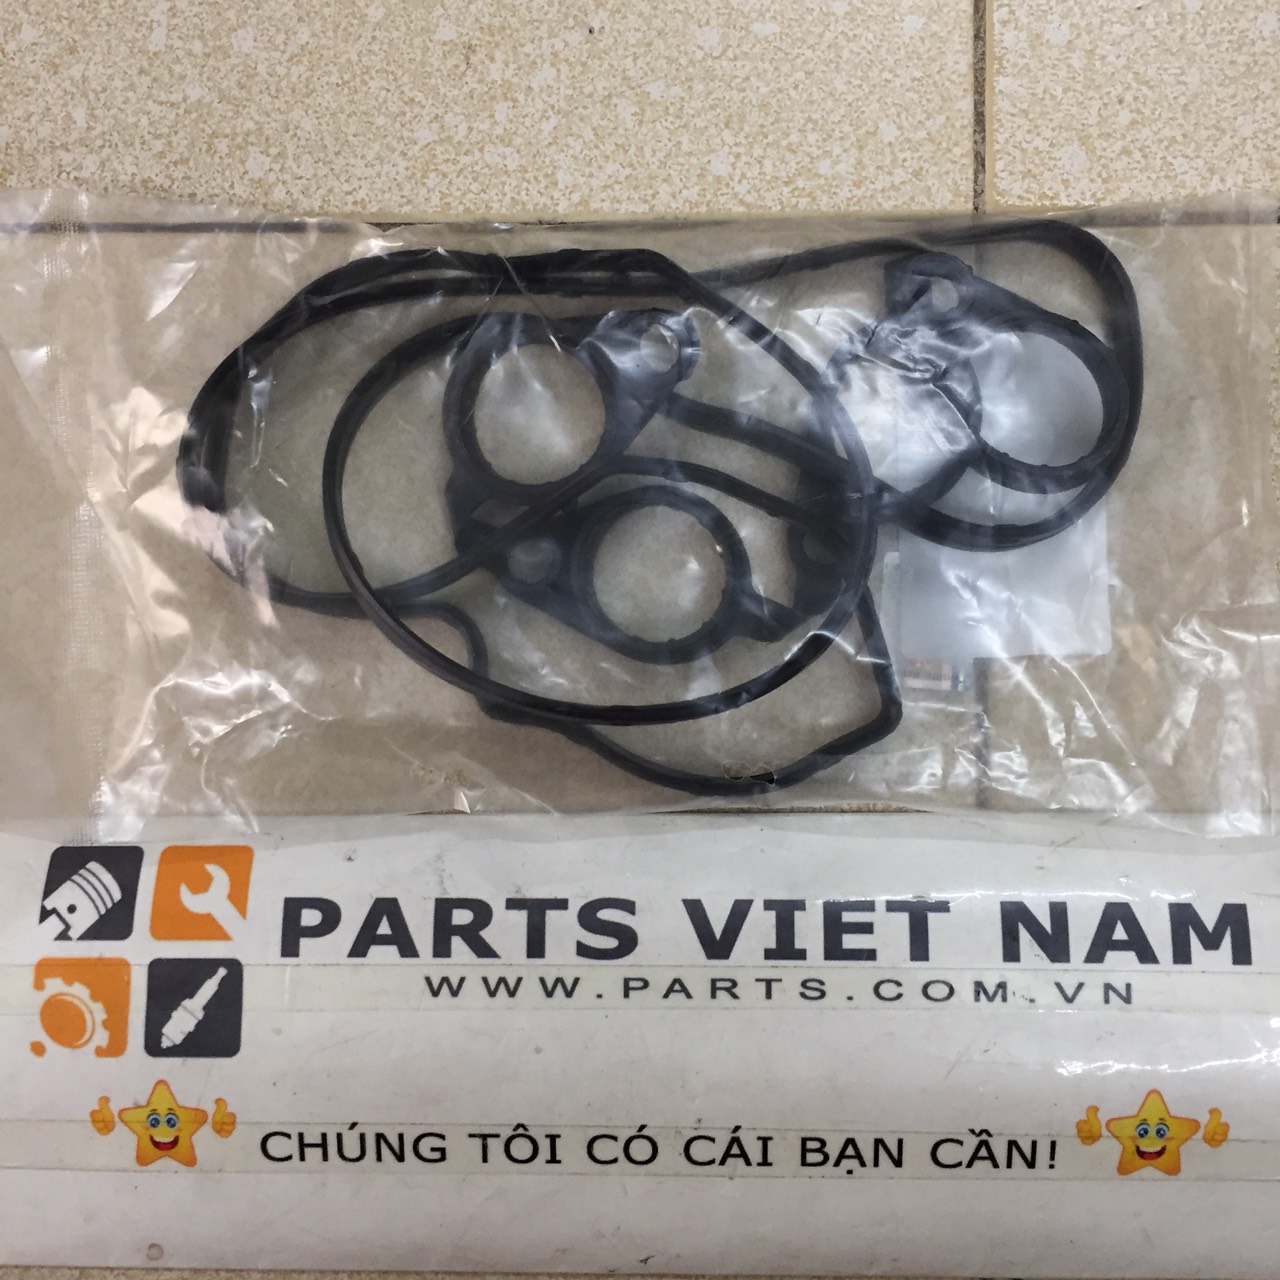 PARTS VIET NAM
WWW.PARTS.COM.VN
CHÚNG TÔI CÓ CÁI BẠN CẦN!